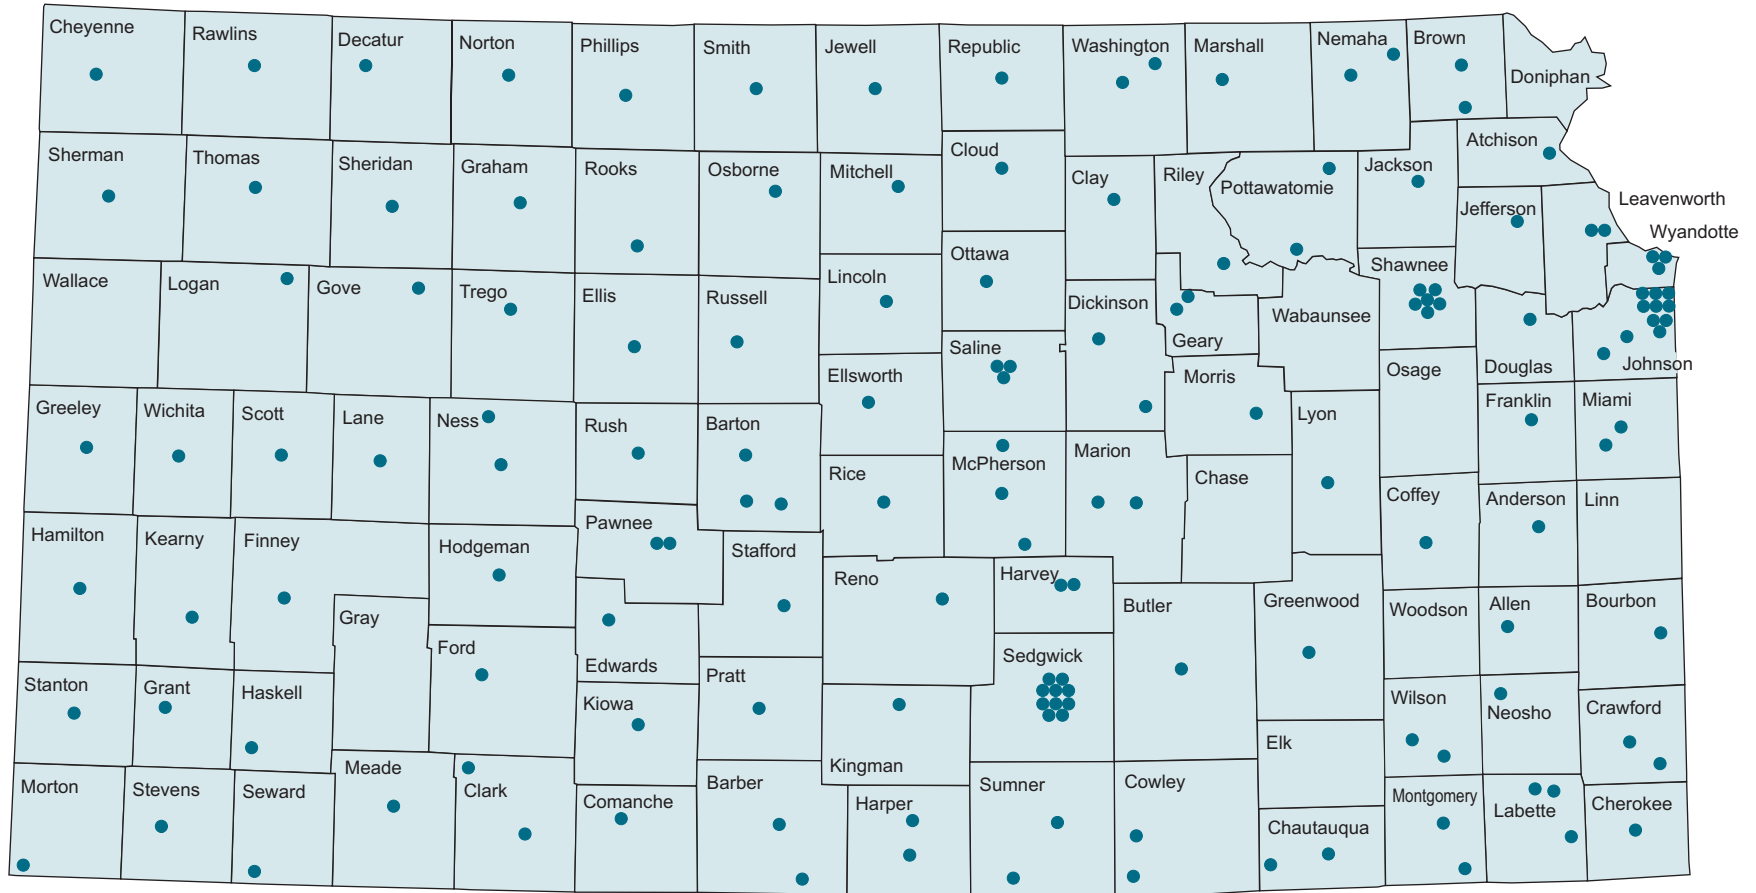 Cheyenne
Rawlins
Decatur
Norton
Phillips
Smith
Jewell
Republic
Washington
Marshall
Nemaha
Brown
Doniphan
Sherman
Thomas
Sheridan
Graham
Rooks
Osborne
Mitchell
Cloud
Clay
Riley
Pottawatomie
Jackson
Atchison
Jefferson
Leavenworth
Wyandotte
Wallace
Logan
Gove
Trego
Ellis
Russell
Lincoln
Ottawa
Dickinson
Geary
Wabaunsee
Shawnee
Douglas
Johnson
Saline
Ellsworth
Morris
Osage
Franklin
Miami
Greeley
Wichita
Scott
Lane
Ness
Rush
Barton
Rice
McPherson
Marion
Chase
Lyon
Coffey
Anderson
Linn
Hamilton
Kearny
Finney
Hodgeman
Pawnee
Stafford
Reno
Harvey
Butler
Greenwood
Woodson
Allen
Bourbon
Gray
Ford
Edwards
Sedgwick
Stanton
Grant
Haskell
Kiowa
Pratt
Kingman
Elk
Wilson
Neosho
Crawford
Morton
Stevens
Seward
Meade
Clark
Comanche
Barber
Harper
Sumner
Cowley
Chautauqua
Montgomery
Labette
Cherokee